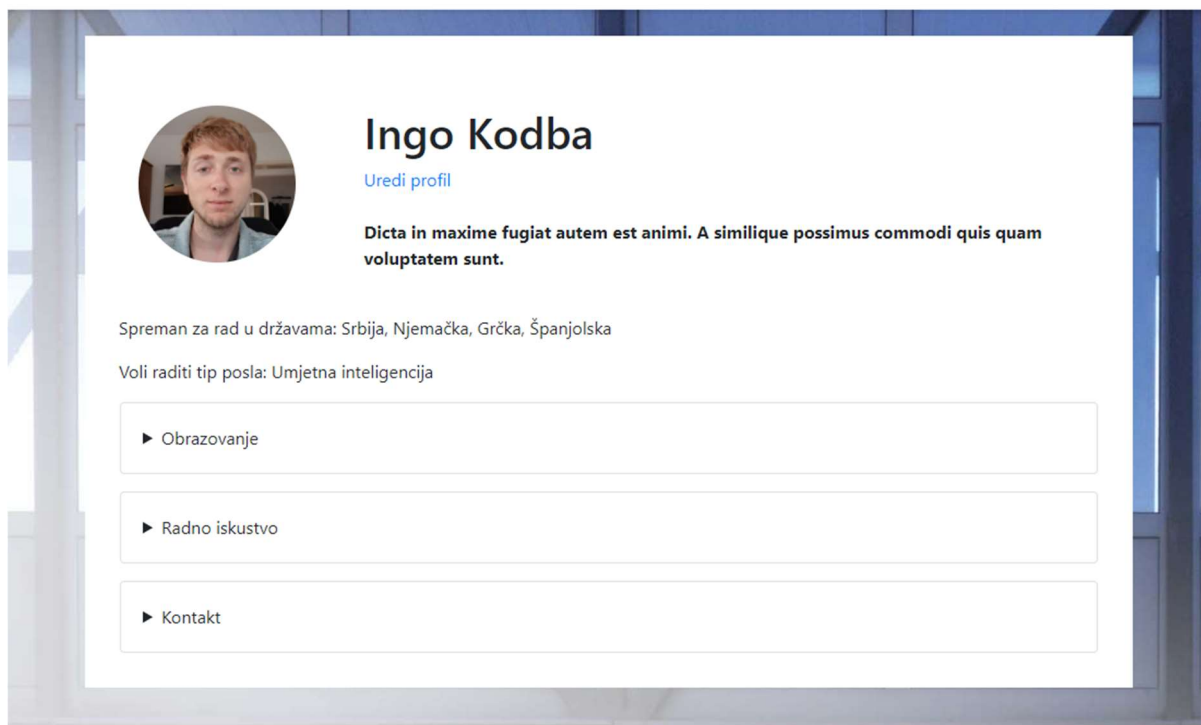 Ingo Kodba
Uredi profil
Dicta in maxime fugiat autem est animi. A similique possimus commodi quis quam
voluptatem sunt.
Spreman za rad u državama: Srbija, Njemačka, Grčka, Španjolska
Voli raditi tip posla: Umjetna inteligencija
Obrazovanje
Radno iskustvo
Kontakt